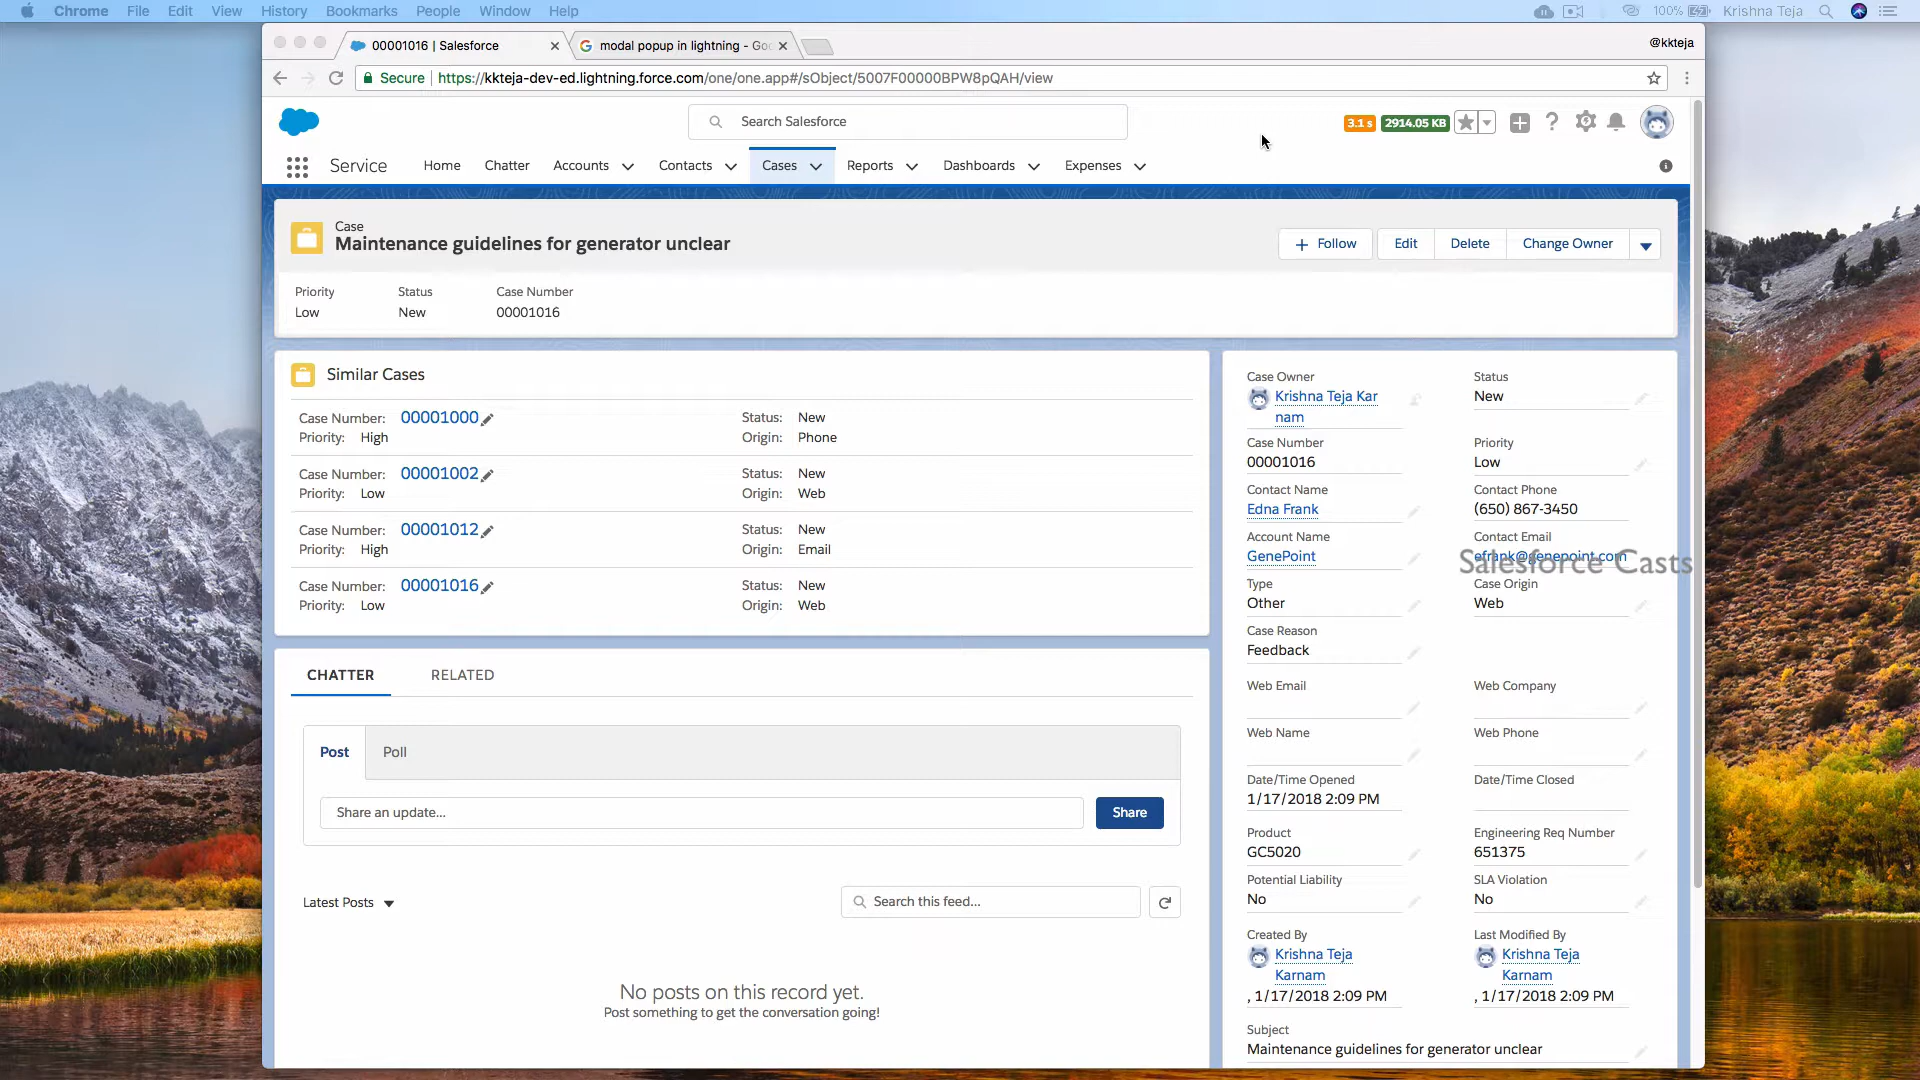 Chrome File Edit View History Bookmarks People Window Help 100% Krishna Teja
00001016 | Salesforce
modal popup in lightning - Goo
@kkteja
Secure https://kkteja-dev-ed.lightning.force.com/one/one.app#/sObject/5007F00000BPW8pQAH/view
Search Salesforce
3.1 s 2914.05 KB
Service Home Chatter Accounts Contacts Cases Reports Dashboards Expenses
Case
Maintenance guidelines for generator unclear
+ Follow Edit Delete Change Owner
Priority Status Case Number
Low New 00001016
Similar Cases
Case Number: 00001000 Status: New
Priority: High Origin: Phone
Case Number: 00001002 Status: New
Priority: Low Origin: Web
Case Number: 00001012 Status: New
Priority: High Origin: Email
Case Number: 00001016 Status: New
Priority: Low Origin: Web
CHATTER RELATED
Post Poll
Share an update... Share
Latest Posts Search this feed...
No posts on this record yet.
Post something to get the conversation going!
Case Owner Status
Krishna Teja Kar New
nam
Case Number Priority
00001016 Low
Contact Name Contact Phone
Edna Frank (650) 867-3450
Account Name Contact Email
GenePoint efrank@genepoint.com
Salesforce Casts
Type Case Origin
Other Web
Case Reason
Feedback
Web Email Web Company
Web Name Web Phone
Date/Time Opened Date/Time Closed
1/17/2018 2:09 PM
Product Engineering Req Number
GC5020 651375
Potential Liability SLA Violation
No No
Created By Last Modified By
Krishna Teja Krishna Teja
Karnam Karnam
, 1/17/2018 2:09 PM , 1/17/2018 2:09 PM
Subject
Maintenance guidelines for generator unclear